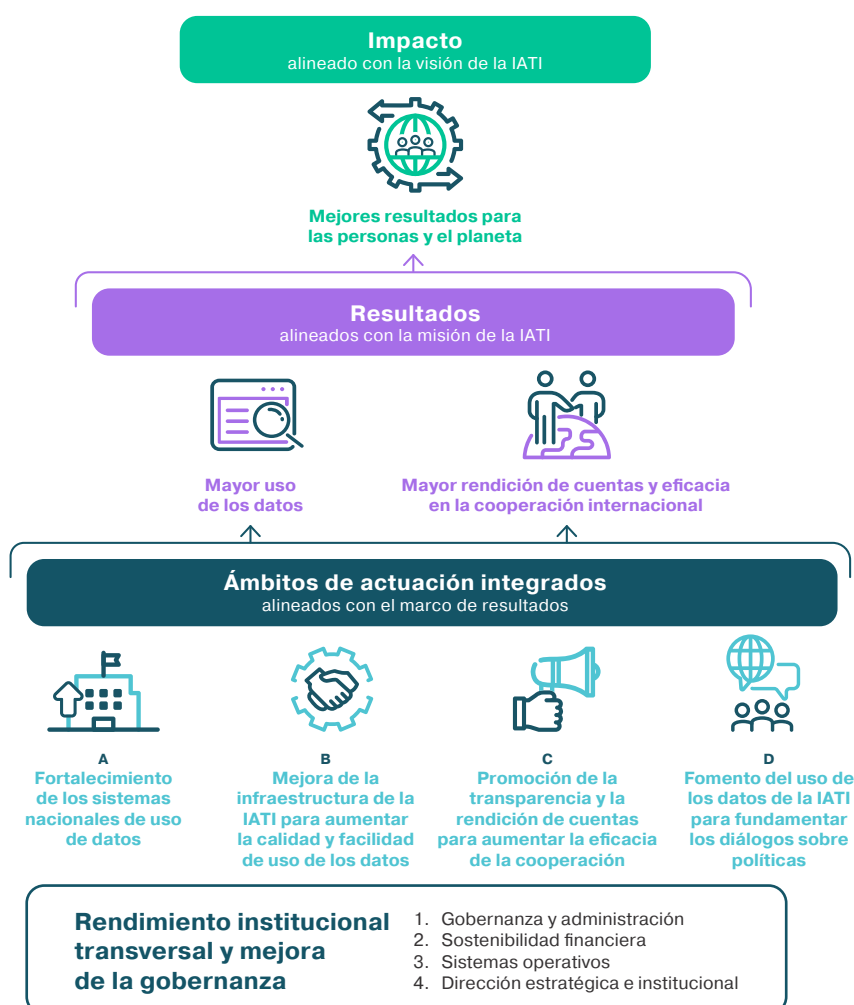 Impacto
alineado con la visión de la IATI
Mejores resultados para
las personas y el planeta
Resultados
alineados con la misión de la IATI
Mayor uso
de los datos
Mayor rendición de cuentas y eficacia
en la cooperación internacional
Ámbitos de actuación integrados
alineados con el marco de resultados
A
Fortalecimiento
de los sistemas
nacionales de uso
de datos
B
Mejora de la
infraestructura de la
IATI para aumentar
la calidad y facilidad
de uso de los datos
C
Promoción de la
transparencia y la
rendición de cuentas
para aumentar la eficacia
de la cooperación
D
Fomento del uso de
los datos de la IATI
para fundamentar
los diálogos sobre
políticas
Rendimiento institucional
transversal y mejora
de la gobernanza
1. Gobernanza y administración
2. Sostenibilidad financiera
3. Sistemas operativos
4. Dirección estratégica e institucional